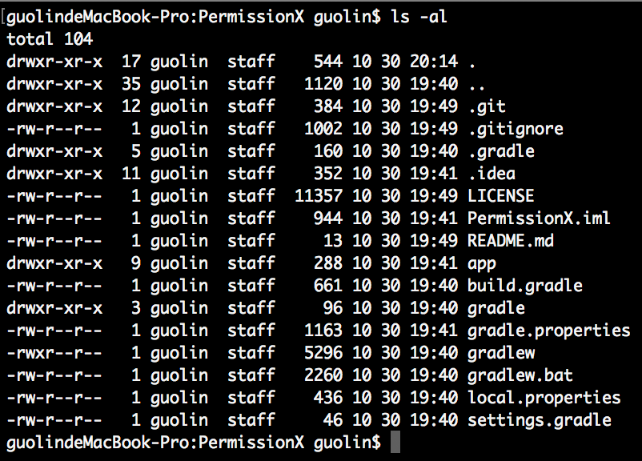 [guolindeMacBook-Pro:PermissionX guolin$ ls -al
total 104
drwxr-xr-x  17 guolin  staff    544 10 30 20:14 .
drwxr-xr-x  35 guolin  staff   1120 10 30 19:40 ..
drwxr-xr-x  12 guolin  staff    384 10 30 19:49 .git
-rw-r--r--   1 guolin  staff   1002 10 30 19:49 .gitignore
drwxr-xr-x   5 guolin  staff    160 10 30 19:40 .gradle
drwxr-xr-x  11 guolin  staff    352 10 30 19:41 .idea
-rw-r--r--   1 guolin  staff  11357 10 30 19:49 LICENSE
-rw-r--r--   1 guolin  staff    944 10 30 19:41 PermissionX.iml
-rw-r--r--   1 guolin  staff     13 10 30 19:49 README.md
drwxr-xr-x   9 guolin  staff    288 10 30 19:41 app
-rw-r--r--   1 guolin  staff    661 10 30 19:40 build.gradle
drwxr-xr-x   3 guolin  staff     96 10 30 19:40 gradle
-rw-r--r--   1 guolin  staff   1163 10 30 19:41 gradle.properties
-rwxr--r--   1 guolin  staff   5296 10 30 19:40 gradlew
-rw-r--r--   1 guolin  staff   2260 10 30 19:40 gradlew.bat
-rw-r--r--   1 guolin  staff    436 10 30 19:40 local.properties
-rw-r--r--   1 guolin  staff     46 10 30 19:40 settings.gradle
guolindeMacBook-Pro:PermissionX guolin$